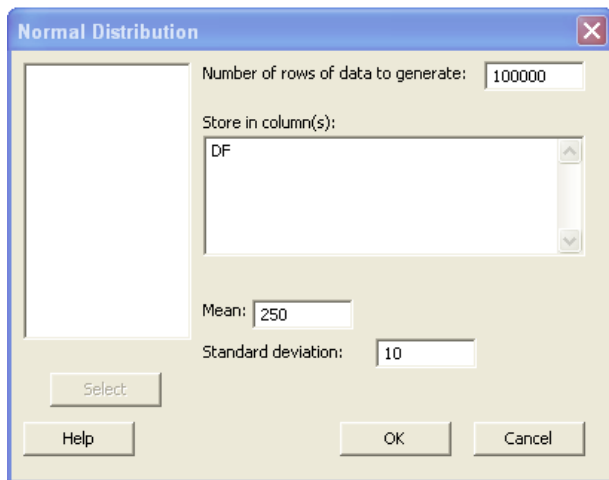 Normal Distribution
Number of rows of data to generate: 100000
Store in column(s):
DF
Mean: 250
Standard deviation: 10
Select
Help OK Cancel